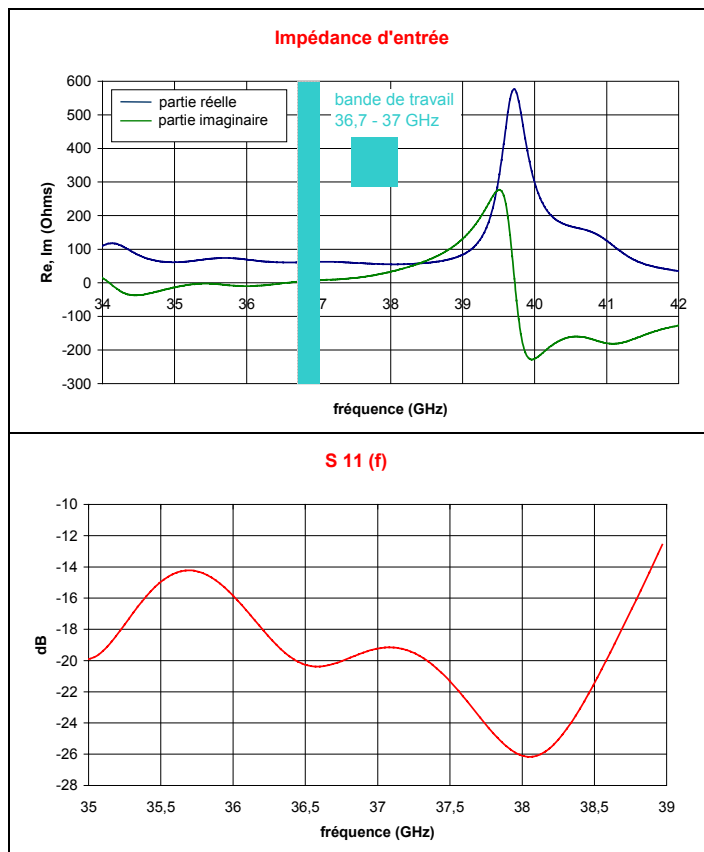 Impédance d'entrée
600
500
400
300
200
100
0
-100
-200
-300
Re, Im (Ohms)
partie réelle
partie imaginaire
bande de travail
36,7 - 37 GHz
34 35 36 37 38 39 40 41 42
fréquence (GHz)
S 11 (f)
-10
-12
-14
-16
-18
-20
-22
-24
-26
-28
dB
35 35,5 36 36,5 37 37,5 38 38,5 39
fréquence (GHz)